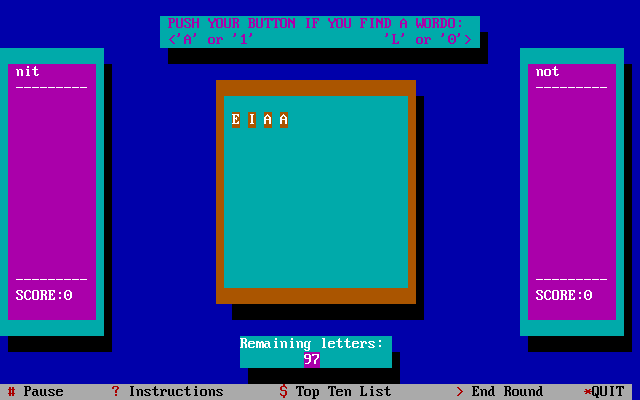 PUSH YOUR BUTTON IF YOU FIND A WORDO:
<'A' or '1' 'L' or '0'>
nit
not
E I A A
SCORE:0
SCORE:0
Remaining letters:
97
# Pause ? Instructions $ Top Ten List > End Round *QUIT